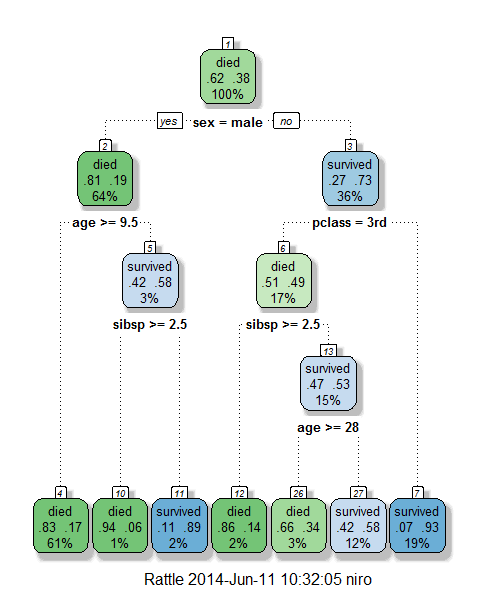 1
died
.62 .38
100%
yes sex = male no
2
died
.81 .19
64%
3
survived
.27 .73
36%
age >= 9.5
pclass = 3rd
5
survived
.42 .58
3%
6
died
.51 .49
17%
sibsp >= 2.5
sibsp >= 2.5
13
survived
.47 .53
15%
age >= 28
4
died
.83 .17
61%
10
died
.94 .06
1%
11
survived
.11 .89
2%
12
died
.86 .14
2%
26
died
.66 .34
3%
27
survived
.42 .58
12%
7
survived
.07 .93
19%
Rattle 2014-Jun-11 10:32:05 niro